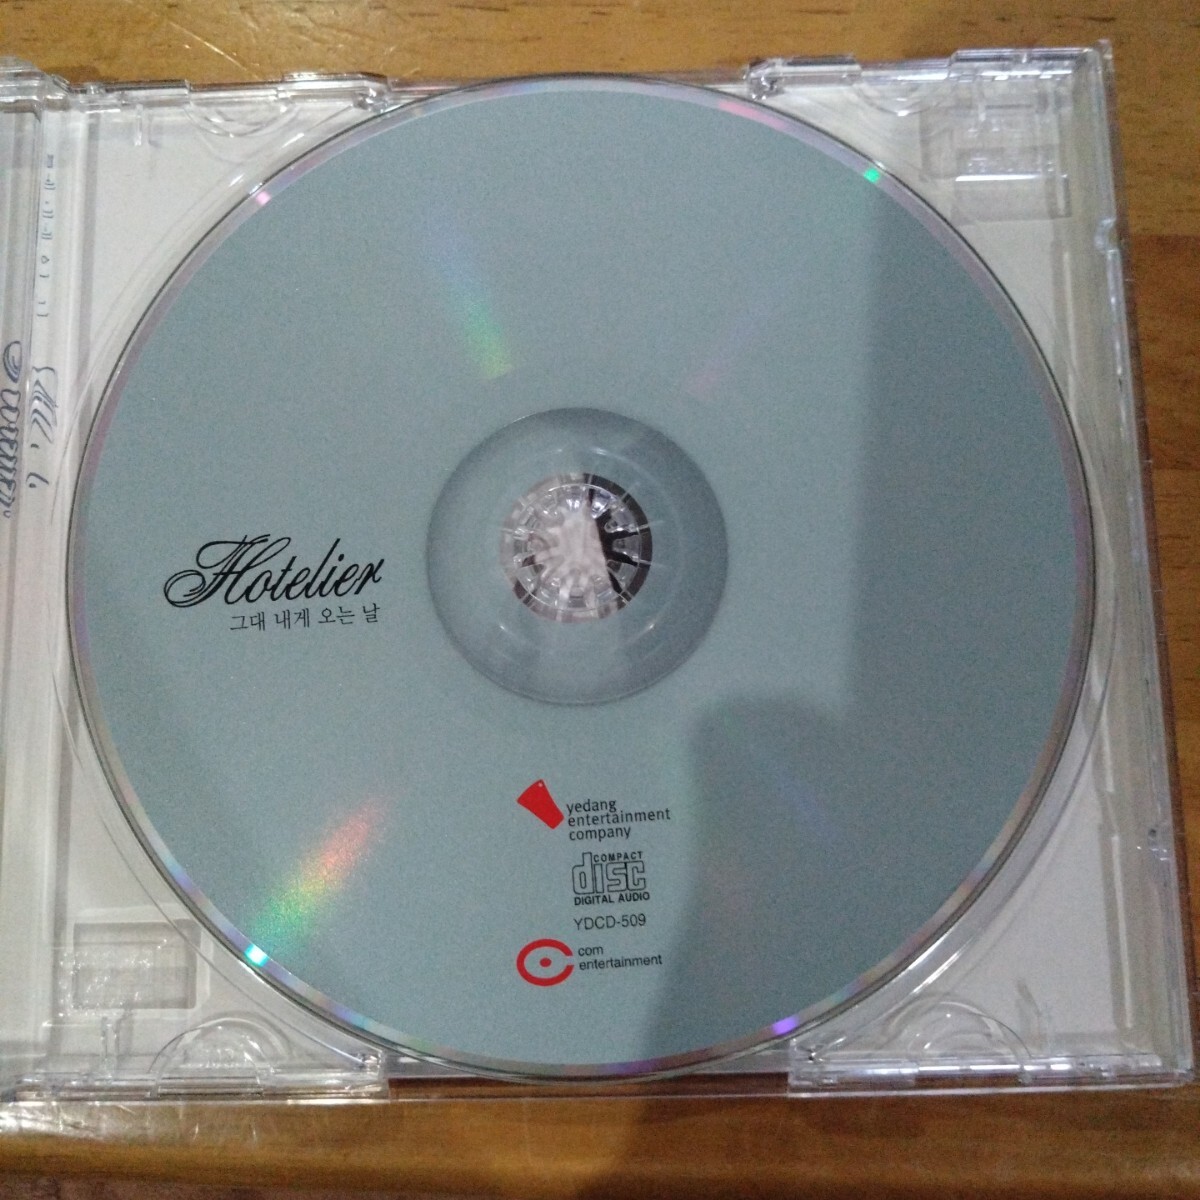 Hotelier
그대 내게 오는 날
yedang
entertainment
company
COMPACT
disc
DIGITAL AUDIO
YDCD-509
com
entertainment